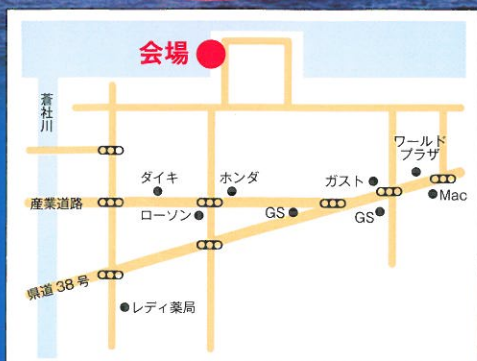 会場
蒼社川
ワールド
プラザ
ダイキ
ホンダ
ガスト
Mac
産業道路
ローソン
GS
GS
県道38号
レディ薬局